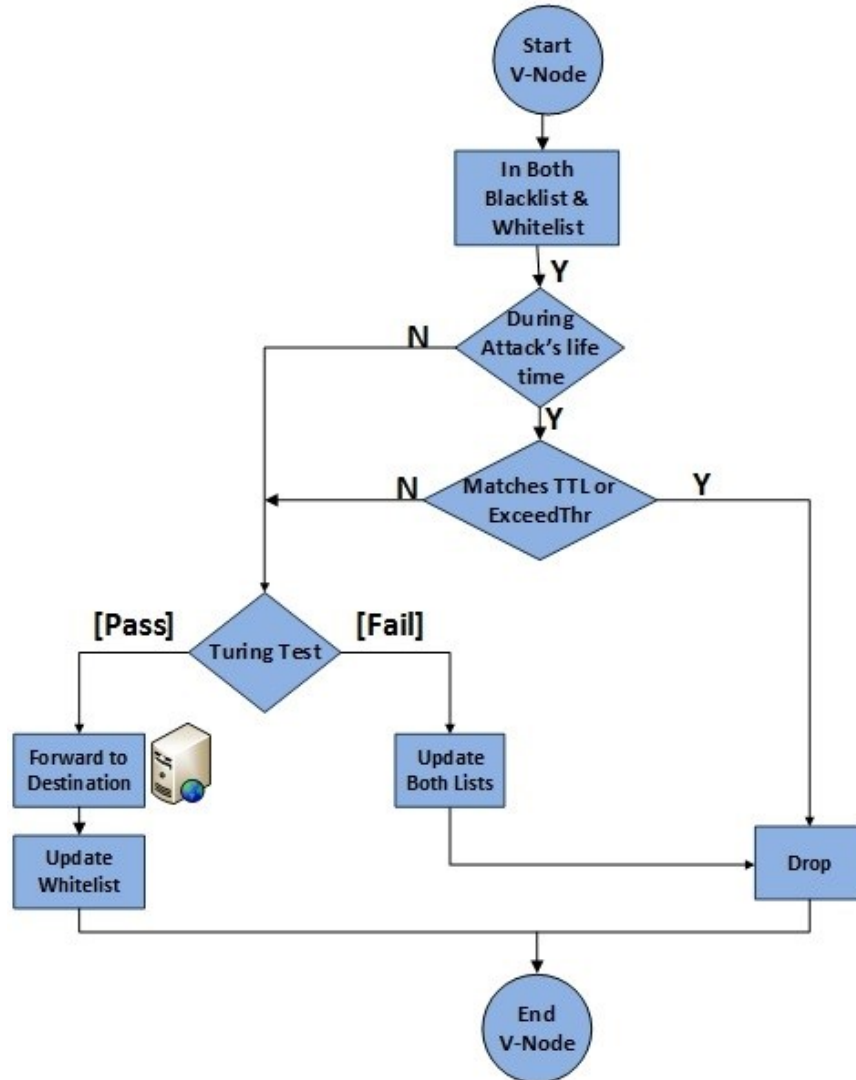 Start
V-Node
In Both
Blacklist &
Whitelist
Y
During
Attack's life
time
N
Y
Matches TTL or
ExceedThr
N
Y
Turing Test
[Pass]
[Fail]
Forward to
Destination
Update
Both Lists
Update
Whitelist
Drop
End
V-Node